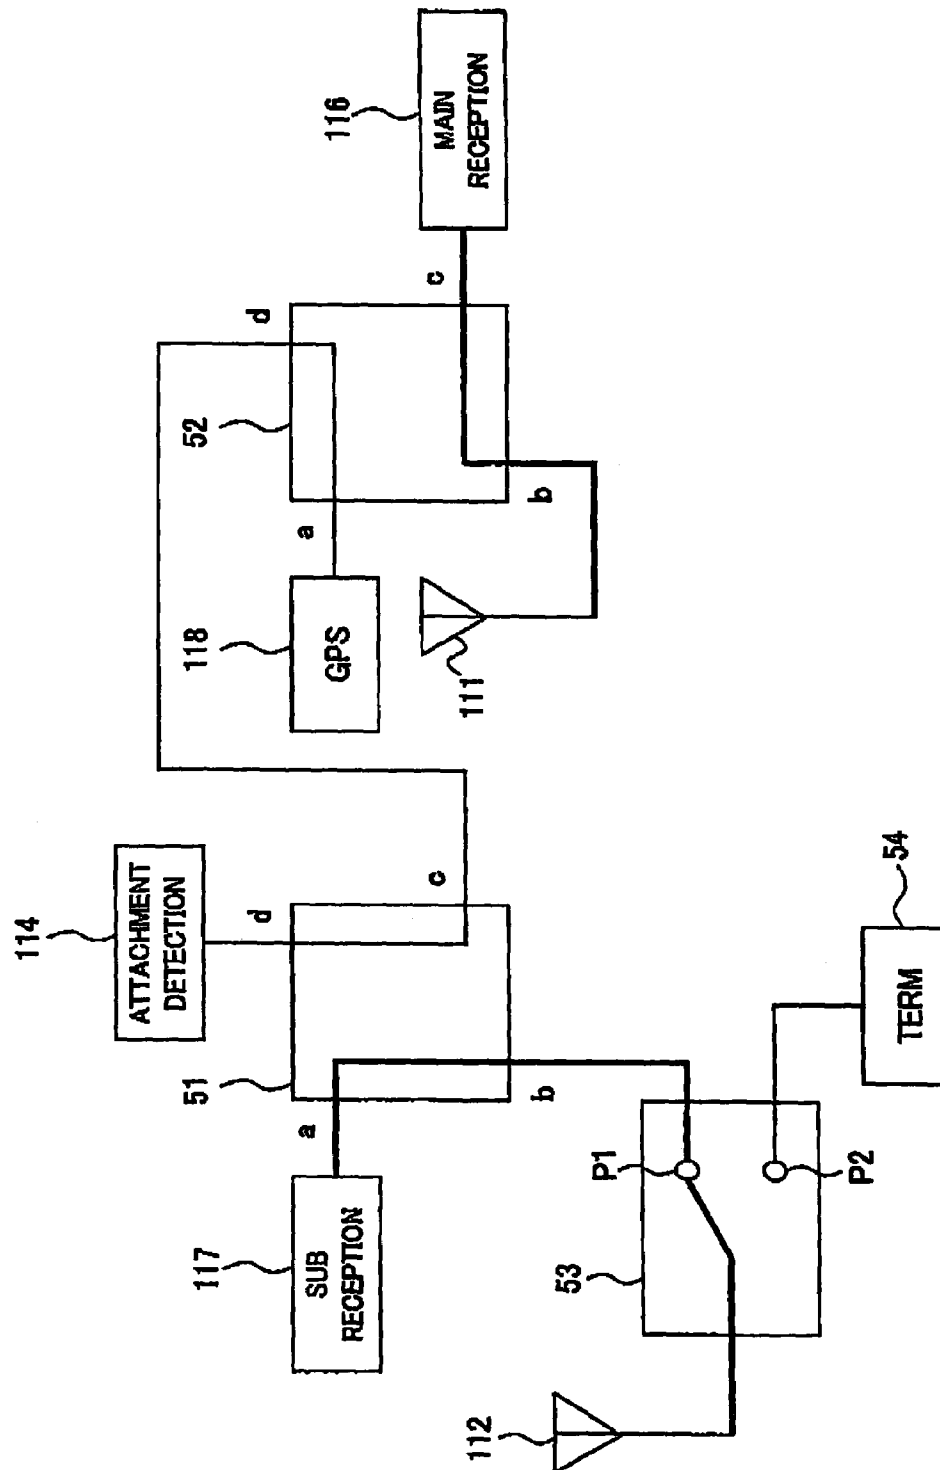 116
MAIN
RECEPTION
c
d
52
a
b
118
GPS
111
114
ATTACHMENT
DETECTION
d
c
51
a
b
117
SUB
RECEPTION
54
TERM
P1
P2
53
112